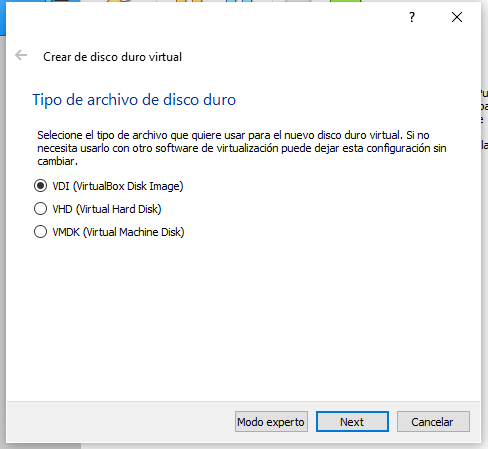 ?
Crear de disco duro virtual
Tipo de archivo de disco duro
Selecione el tipo de archivo que quiere usar para el nuevo disco duro virtual. Si no
necesita usarlo con otro software de virtualización puede dejar esta configuración sin
cambiar.
VDI (VirtualBox Disk Image)
VHD (Virtual Hard Disk)
VMDK (Virtual Machine Disk)
Modo experto
Next
Cancelar